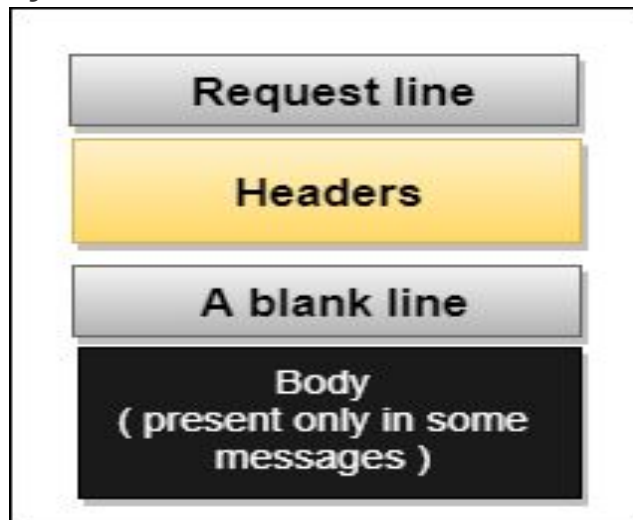 Request line
Headers
A blank line
Body
( present only in some
messages )